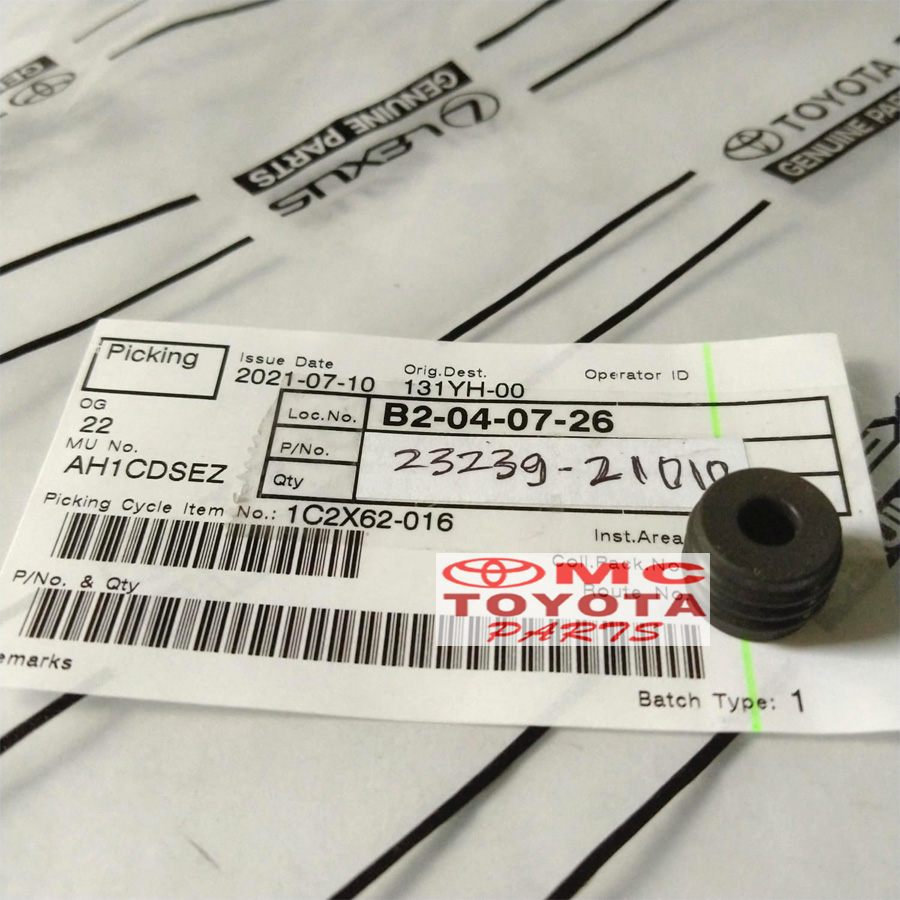 GENUINE PARTS
LEXUS
TOYOTA
GENUINE PARTS
Picking
Issue Date
2021-07-10
Orig.Dest.
131YH-00
Operator ID
OG
22
MU No.
AH1CDSEZ
Loc.No. B2-04-07-26
P/No. 23239-21010
Qty
Picking Cycle Item No.: 1C2X62-016
Inst.Area
Coll.Pack.No.
Route No.
P/No. & Qty
OMC
TOYOTA
PARTS
emarks
Batch Type: 1